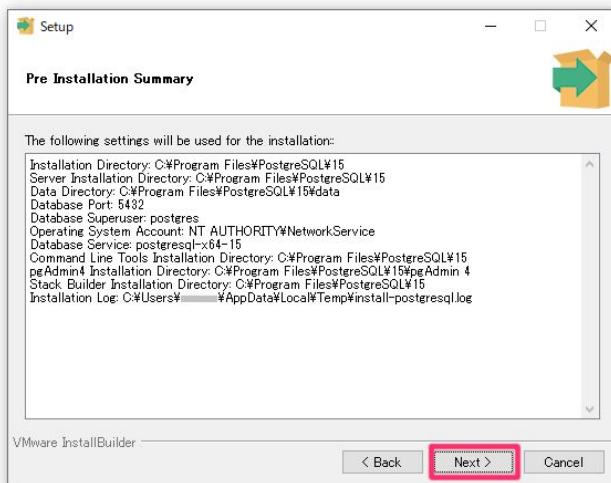 Setup
Pre Installation Summary
The following settings will be used for the installation:
Installation Directory: C:¥Program Files¥PostgreSQL¥15
Server Installation Directory: C:¥Program Files¥PostgreSQL¥15
Data Directory: C:¥Program Files¥PostgreSQL¥15¥data
Database Port: 5432
Database Superuser: postgres
Operating System Account: NT AUTHORITY¥NetworkService
Database Service: postgresql-x64-15
Command Line Tools Installation Directory: C:¥Program Files¥PostgreSQL¥15
pgAdmin4 Installation Directory: C:¥Program Files¥PostgreSQL¥15¥pgAdmin 4
Stack Builder Installation Directory: C:¥Program Files¥PostgreSQL¥15
Installation Log: C:¥Users¥ ¥AppData¥Local¥Temp¥install-postgresql.log
VMware InstallBuilder
< Back
Next >
Cancel